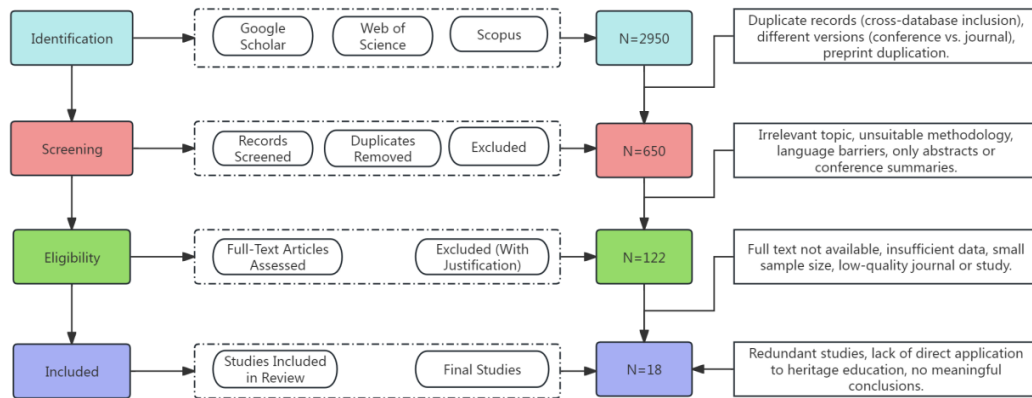 Identification
Google
Scholar
Web of
Science
Scopus
N=2950
Duplicate records (cross-database inclusion),
different versions (conference vs. journal),
preprint duplication.
Screening
Records
Screened
Duplicates
Removed
Excluded
N=650
Irrelevant topic, unsuitable methodology,
language barriers, only abstracts or
conference summaries.
Eligibility
Full-Text Articles
Assessed
Excluded (With
Justification)
N=122
Full text not available, insufficient data, small
sample size, low-quality journal or study.
Included
Studies Included
in Review
Final Studies
N=18
Redundant studies, lack of direct application
to heritage education, no meaningful
conclusions.